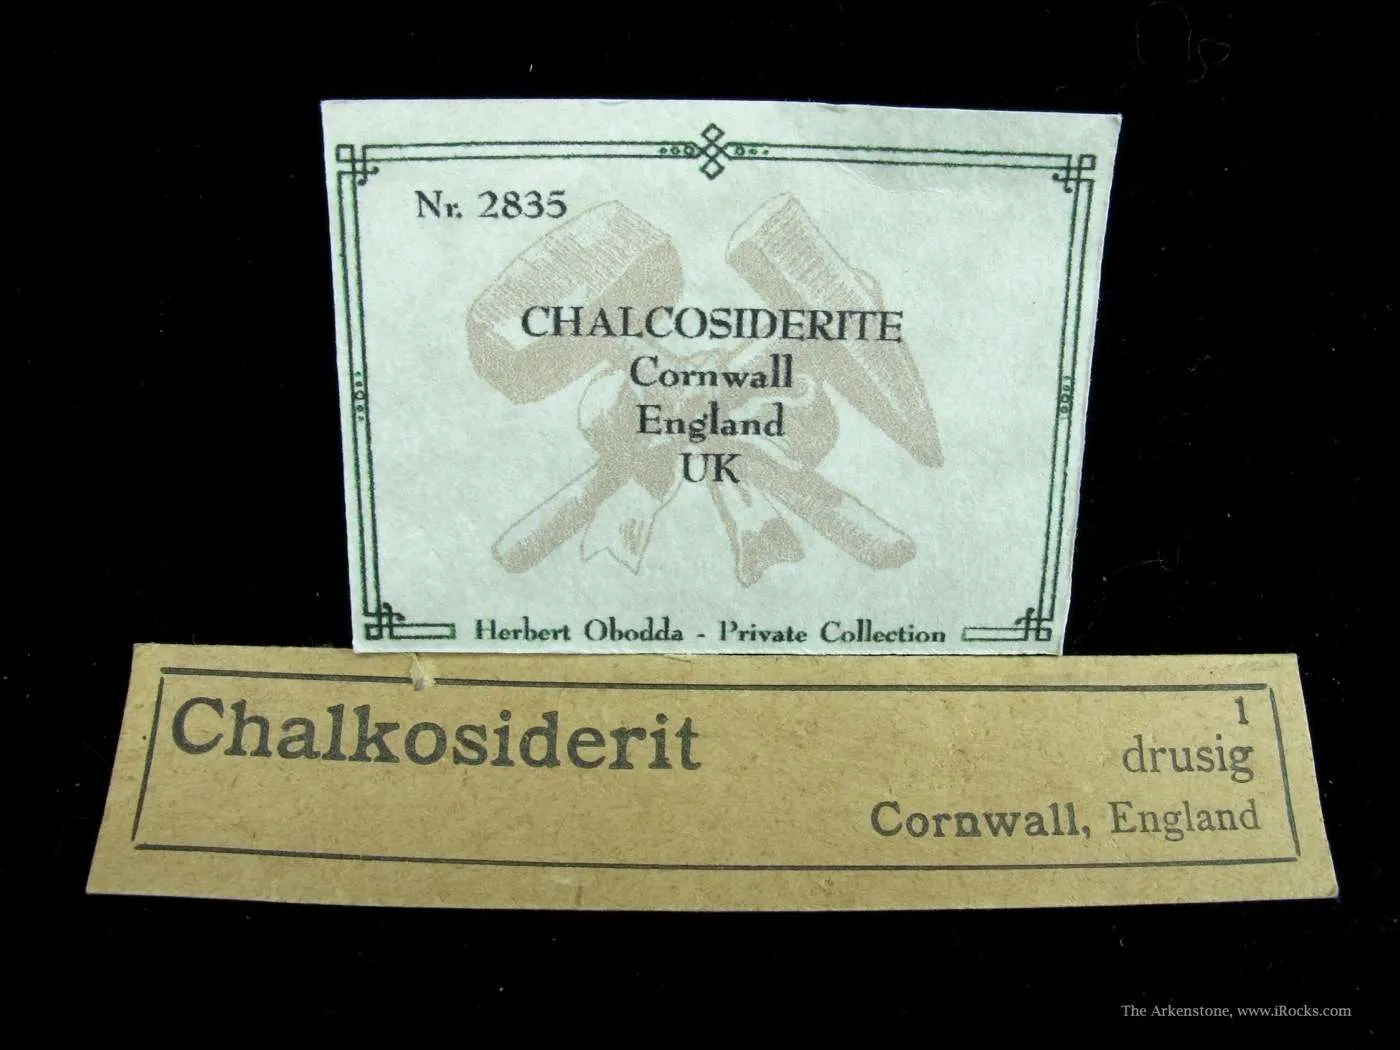 Nr. 2835
CHALCOSIDERITE
Cornwall
England
UK
Herbert Obodda - Private Collection
Chalkosiderit
1
drusig
Cornwall, England
The Arkenstone, www.iRocks.com